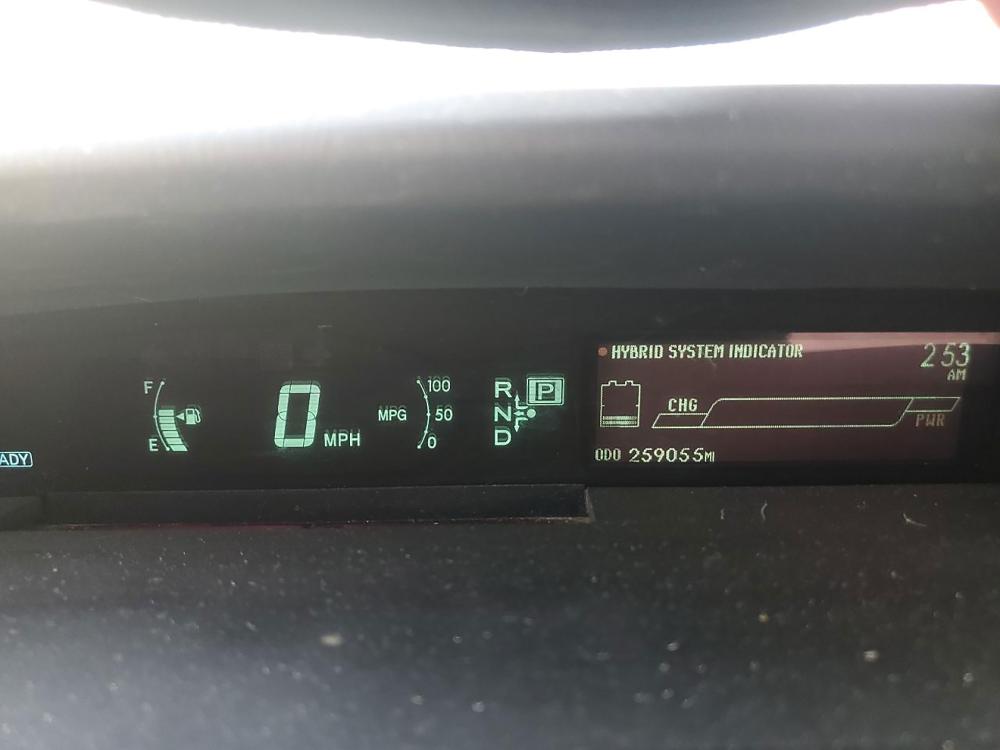 ADY
F
E
0 MPH
MPG
100
50
0
R
N
D
P
HYBRID SYSTEM INDICATOR
2 53
AM
CHG
PWR
ODO 259055MI